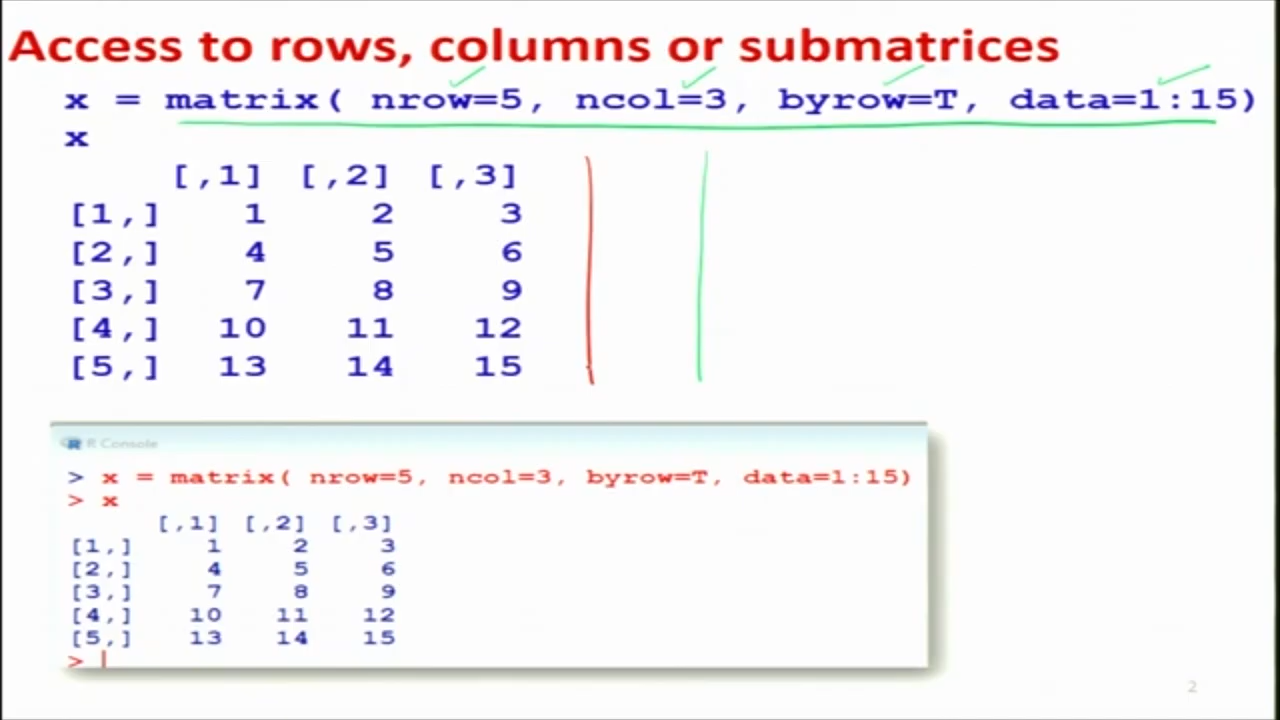 Access to rows, columns or submatrices
x = matrix( nrow=5, ncol=3, byrow=T, data=1:15)
x
[,1] [,2] [,3]
[1,] 1 2 3
[2,] 4 5 6
[3,] 7 8 9
[4,] 10 11 12
[5,] 13 14 15
R Console
> x = matrix( nrow=5, ncol=3, byrow=T, data=1:15)
> x
[,1] [,2] [,3]
[1,] 1 2 3
[2,] 4 5 6
[3,] 7 8 9
[4,] 10 11 12
[5,] 13 14 15
>
2